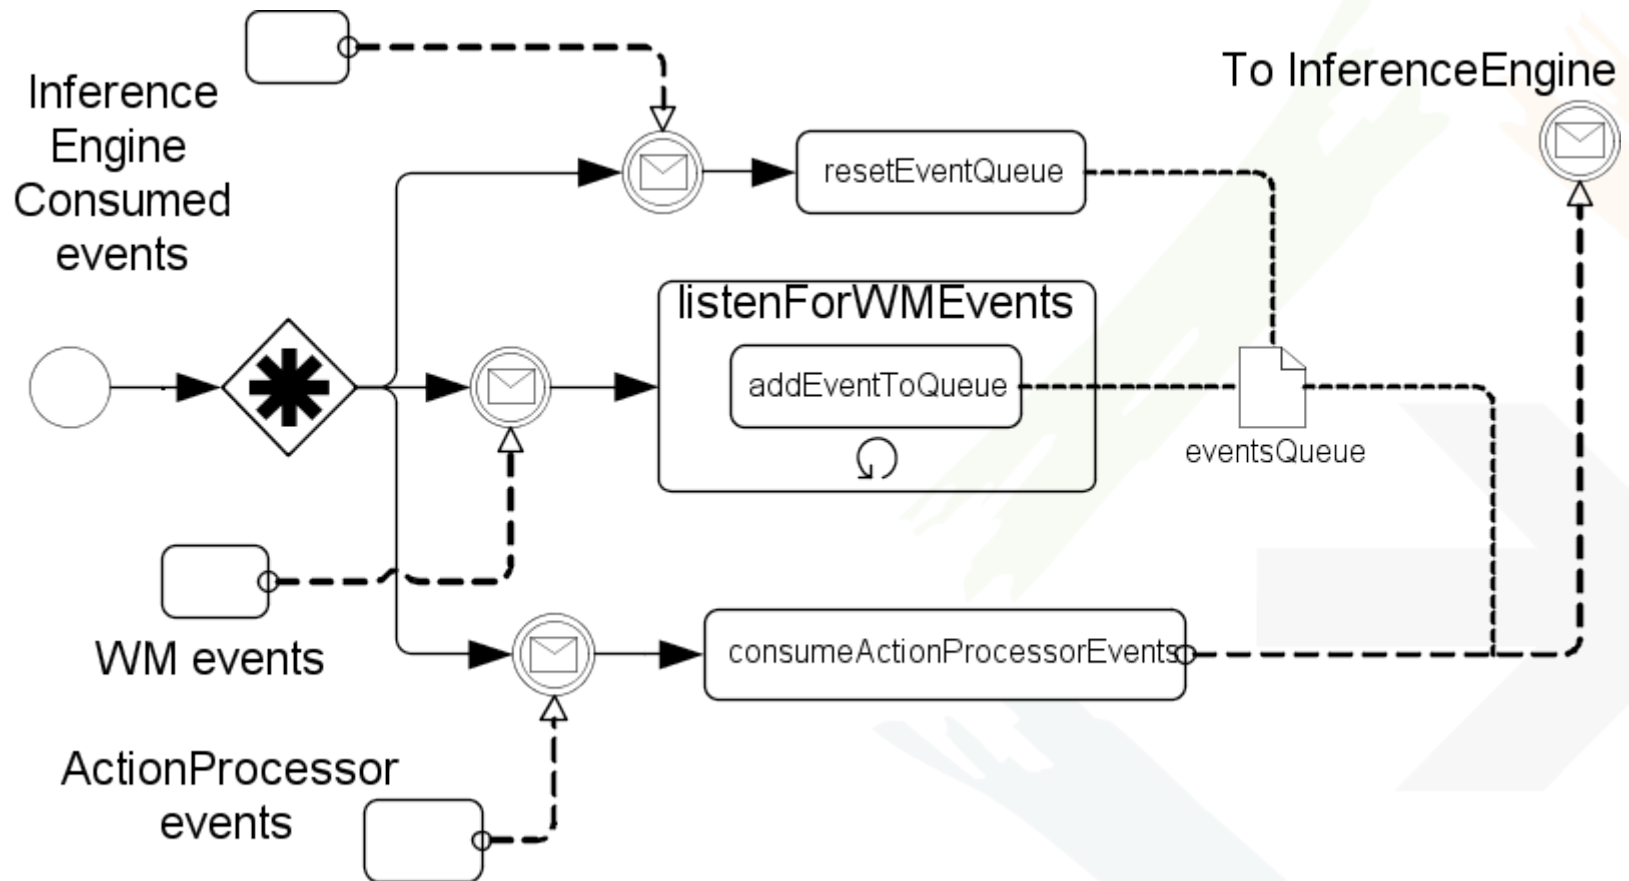 To InferenceEngine
Inference
Engine
Consumed
events
resetEventQueue
listenForWMEvents
addEventToQueue
eventsQueue
WM events
consumeActionProcessorEvents
ActionProcessor
events